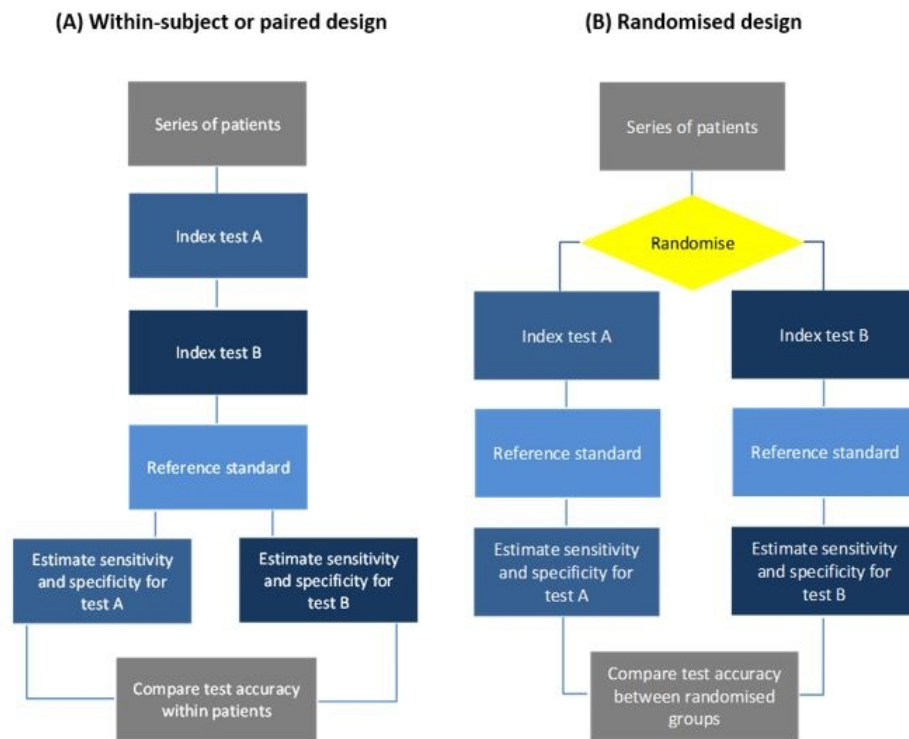 (A) Within-subject or paired design
Series of patients
Index test A
Index test B
Reference standard
Estimate sensitivity
and specificity for
test A
Estimate sensitivity
and specificity for
test B
Compare test accuracy
within patients
(B) Randomised design
Series of patients
Randomise
Index test A
Index test B
Reference standard
Reference standard
Estimate sensitivity
and specificity for
test A
Estimate sensitivity
and specificity for
test B
Compare test accuracy
between randomised
groups